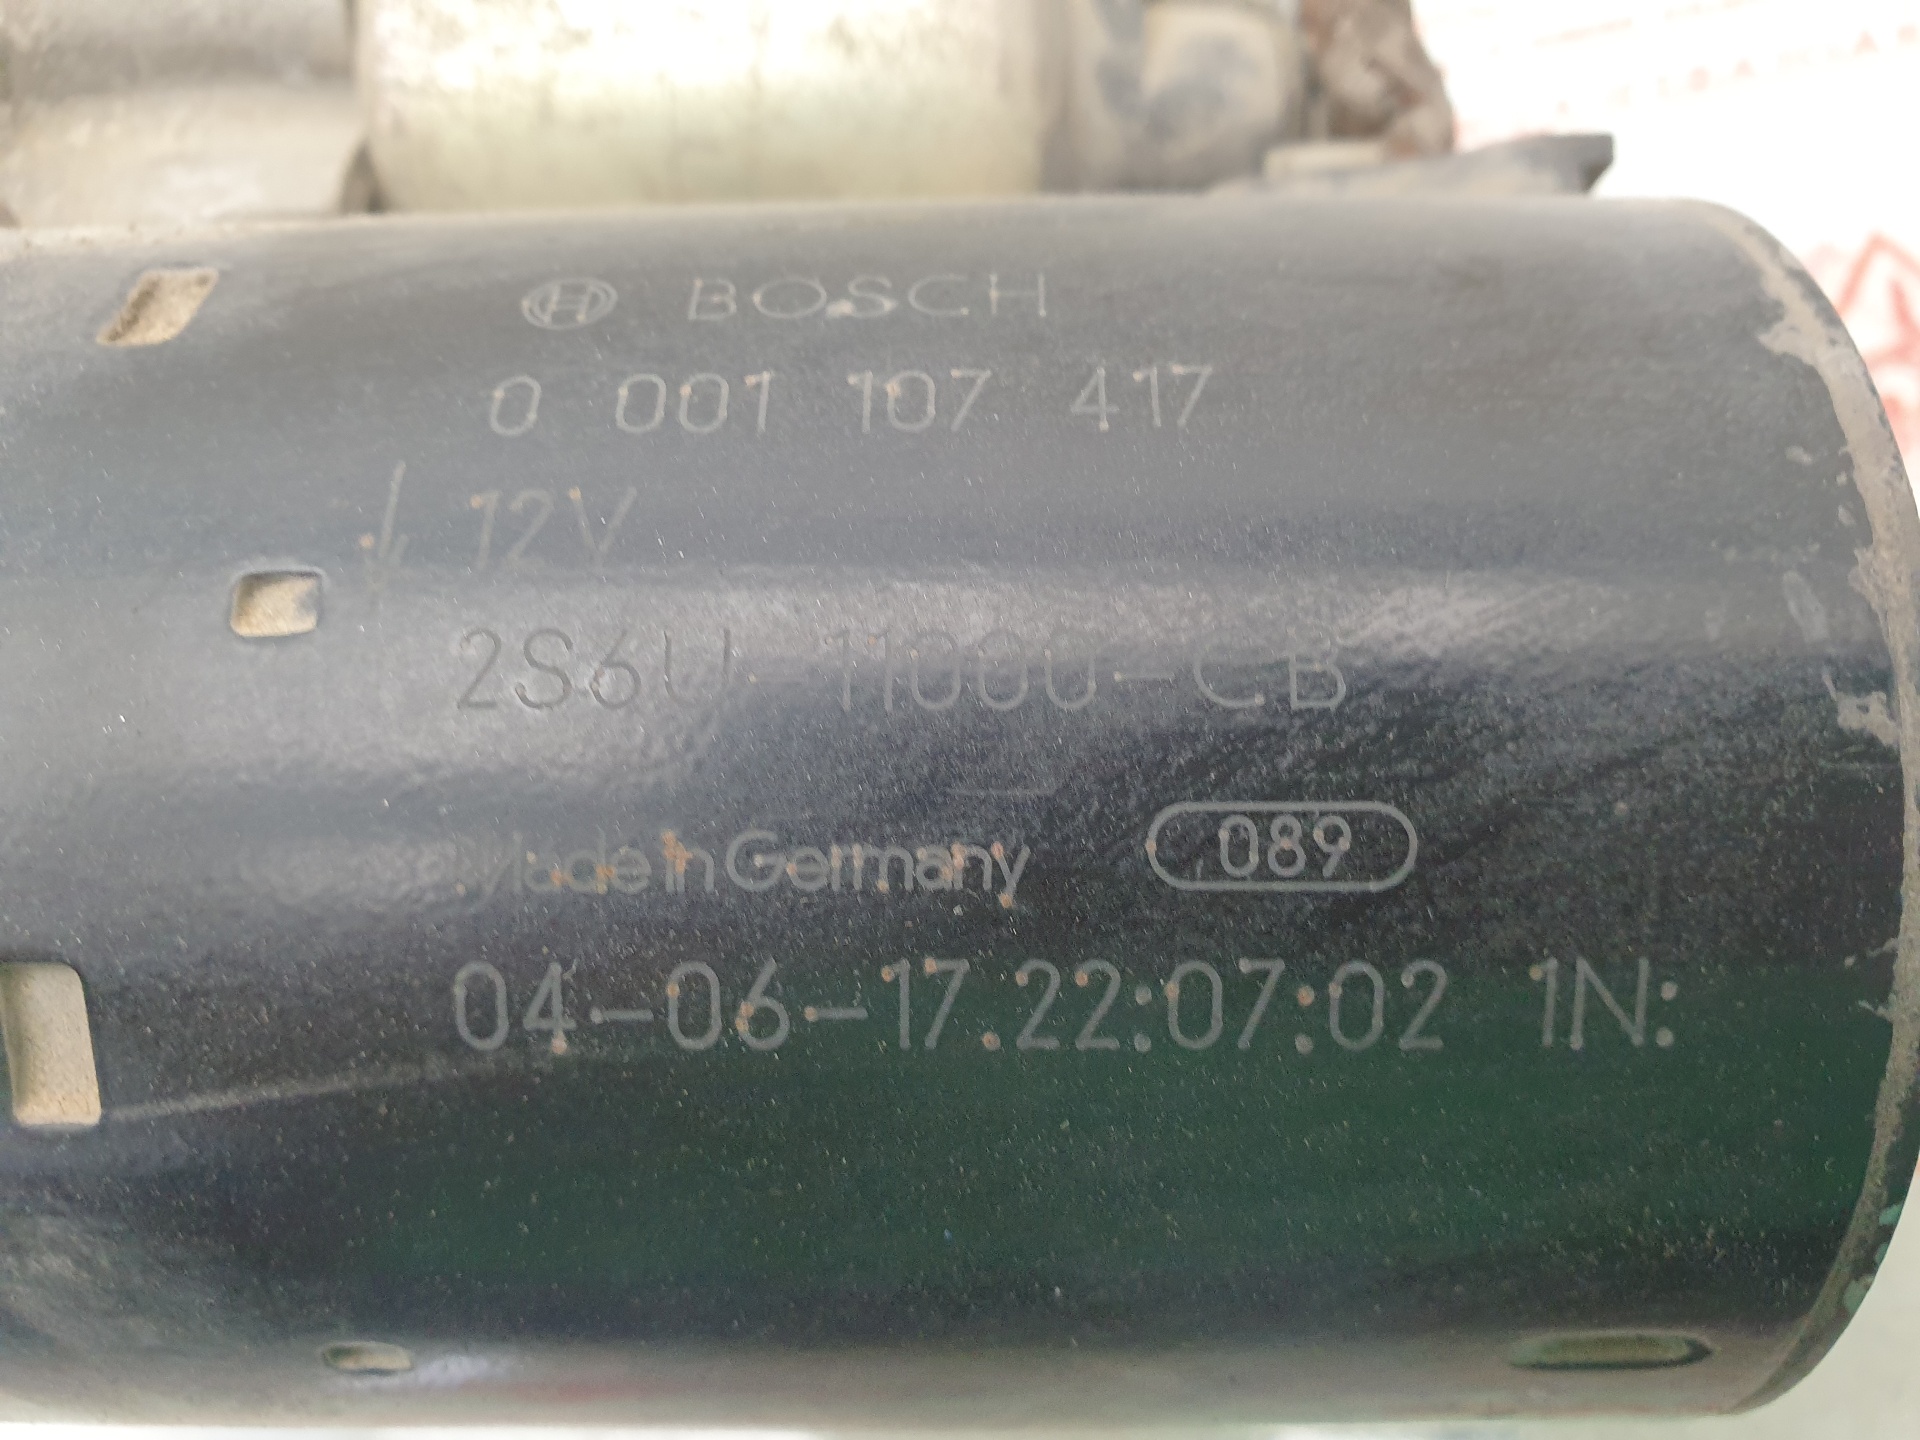 BOSCH
0 001 107 417
12V
2S6U-11000-CB
Made in Germany 089
04-06-17.22:07:02 1N: